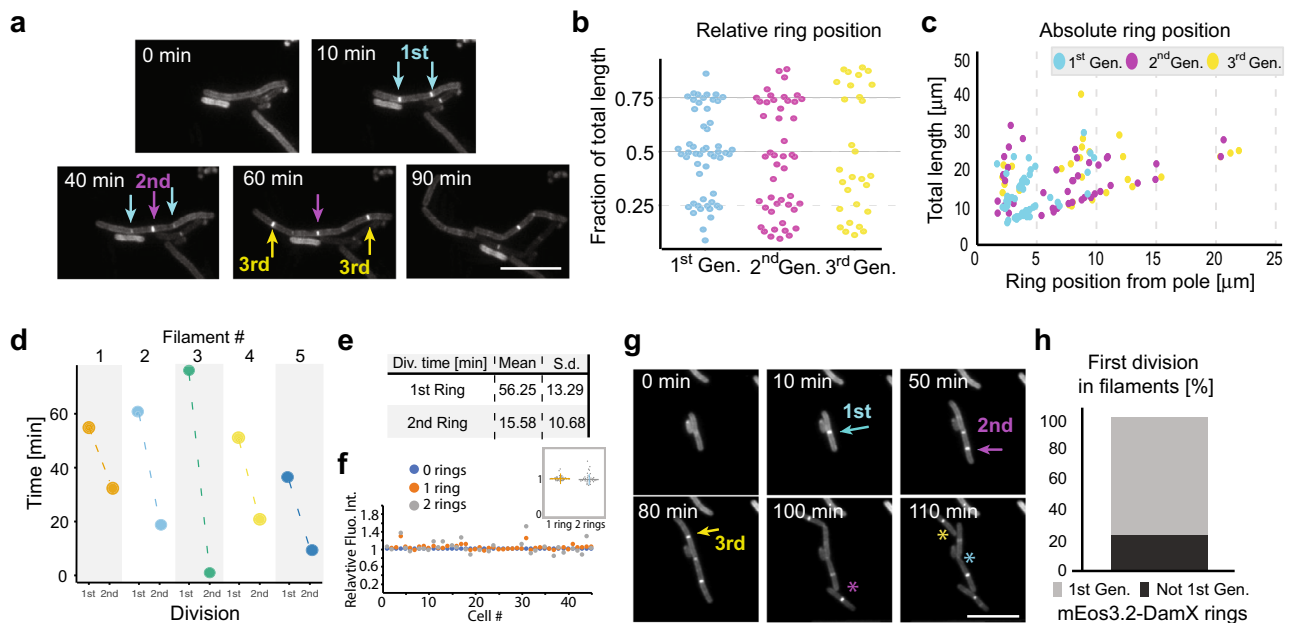 a
0 min
10 min
1st
40 min
2nd
60 min
3rd
3rd
90 min
b
Relative ring position
Fraction of total length
0.75
0.5
0.25
1st Gen.
2nd Gen.
3rd Gen.
c
Absolute ring position
1st Gen.
2nd Gen.
3rd Gen.
Total length [μm]
50
40
30
20
10
0
0
5
10
15
20
25
Ring position from pole [μm]
d
Filament #
1
2
3
4
5
Time [min]
60
40
20
0
1st 2nd 1st 2nd 1st 2nd 1st 2nd 1st 2nd
Division
e
Div. time [min] Mean S.d.
1st Ring 56.25 13.29
2nd Ring 15.58 10.68
f
0 rings
1 ring
2 rings
1
0
1 ring 2 rings
Relavtive Fluo. Int.
1.8
1.4
1
0.6
0.2
0
10
20
30
40
Cell #
g
0 min
10 min
1st
50 min
2nd
80 min
3rd
100 min
*
110 min
*
*
h
First division
in filaments [%]
100
80
60
40
20
0
1st Gen.
Not 1st Gen.
mEos3.2-DamX rings